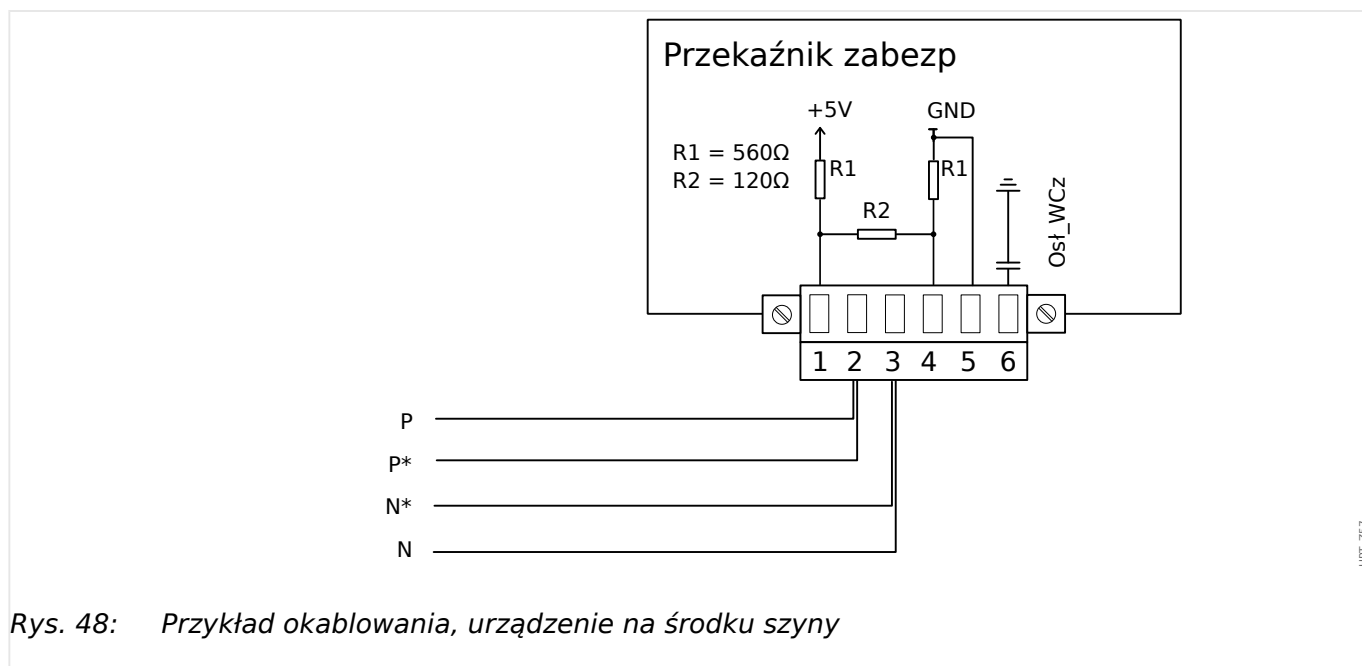 Przekaźnik zabezp
+5V
GND
R1 = 560Ω
R2 = 120Ω
R1
R1
R2
Osł_WCz
1 2 3 4 5 6
P
P*
N*
N
Rys. 48: Przykład okablowania, urządzenie na środku szyny